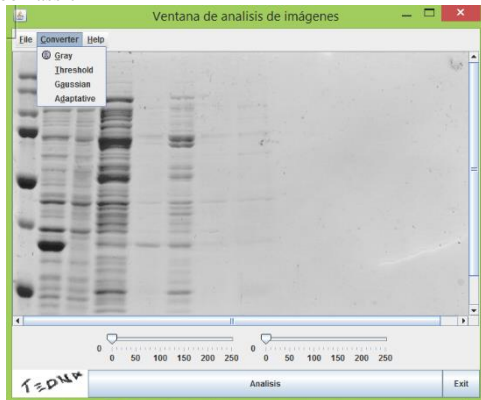 Ventana de analisis de imágenes
File Converter Help
Gray
Threshold
Gaussian
Adaptative
0 0
0 50 100 150 200 250 0 50 100 150 200 250
Analisis Exit